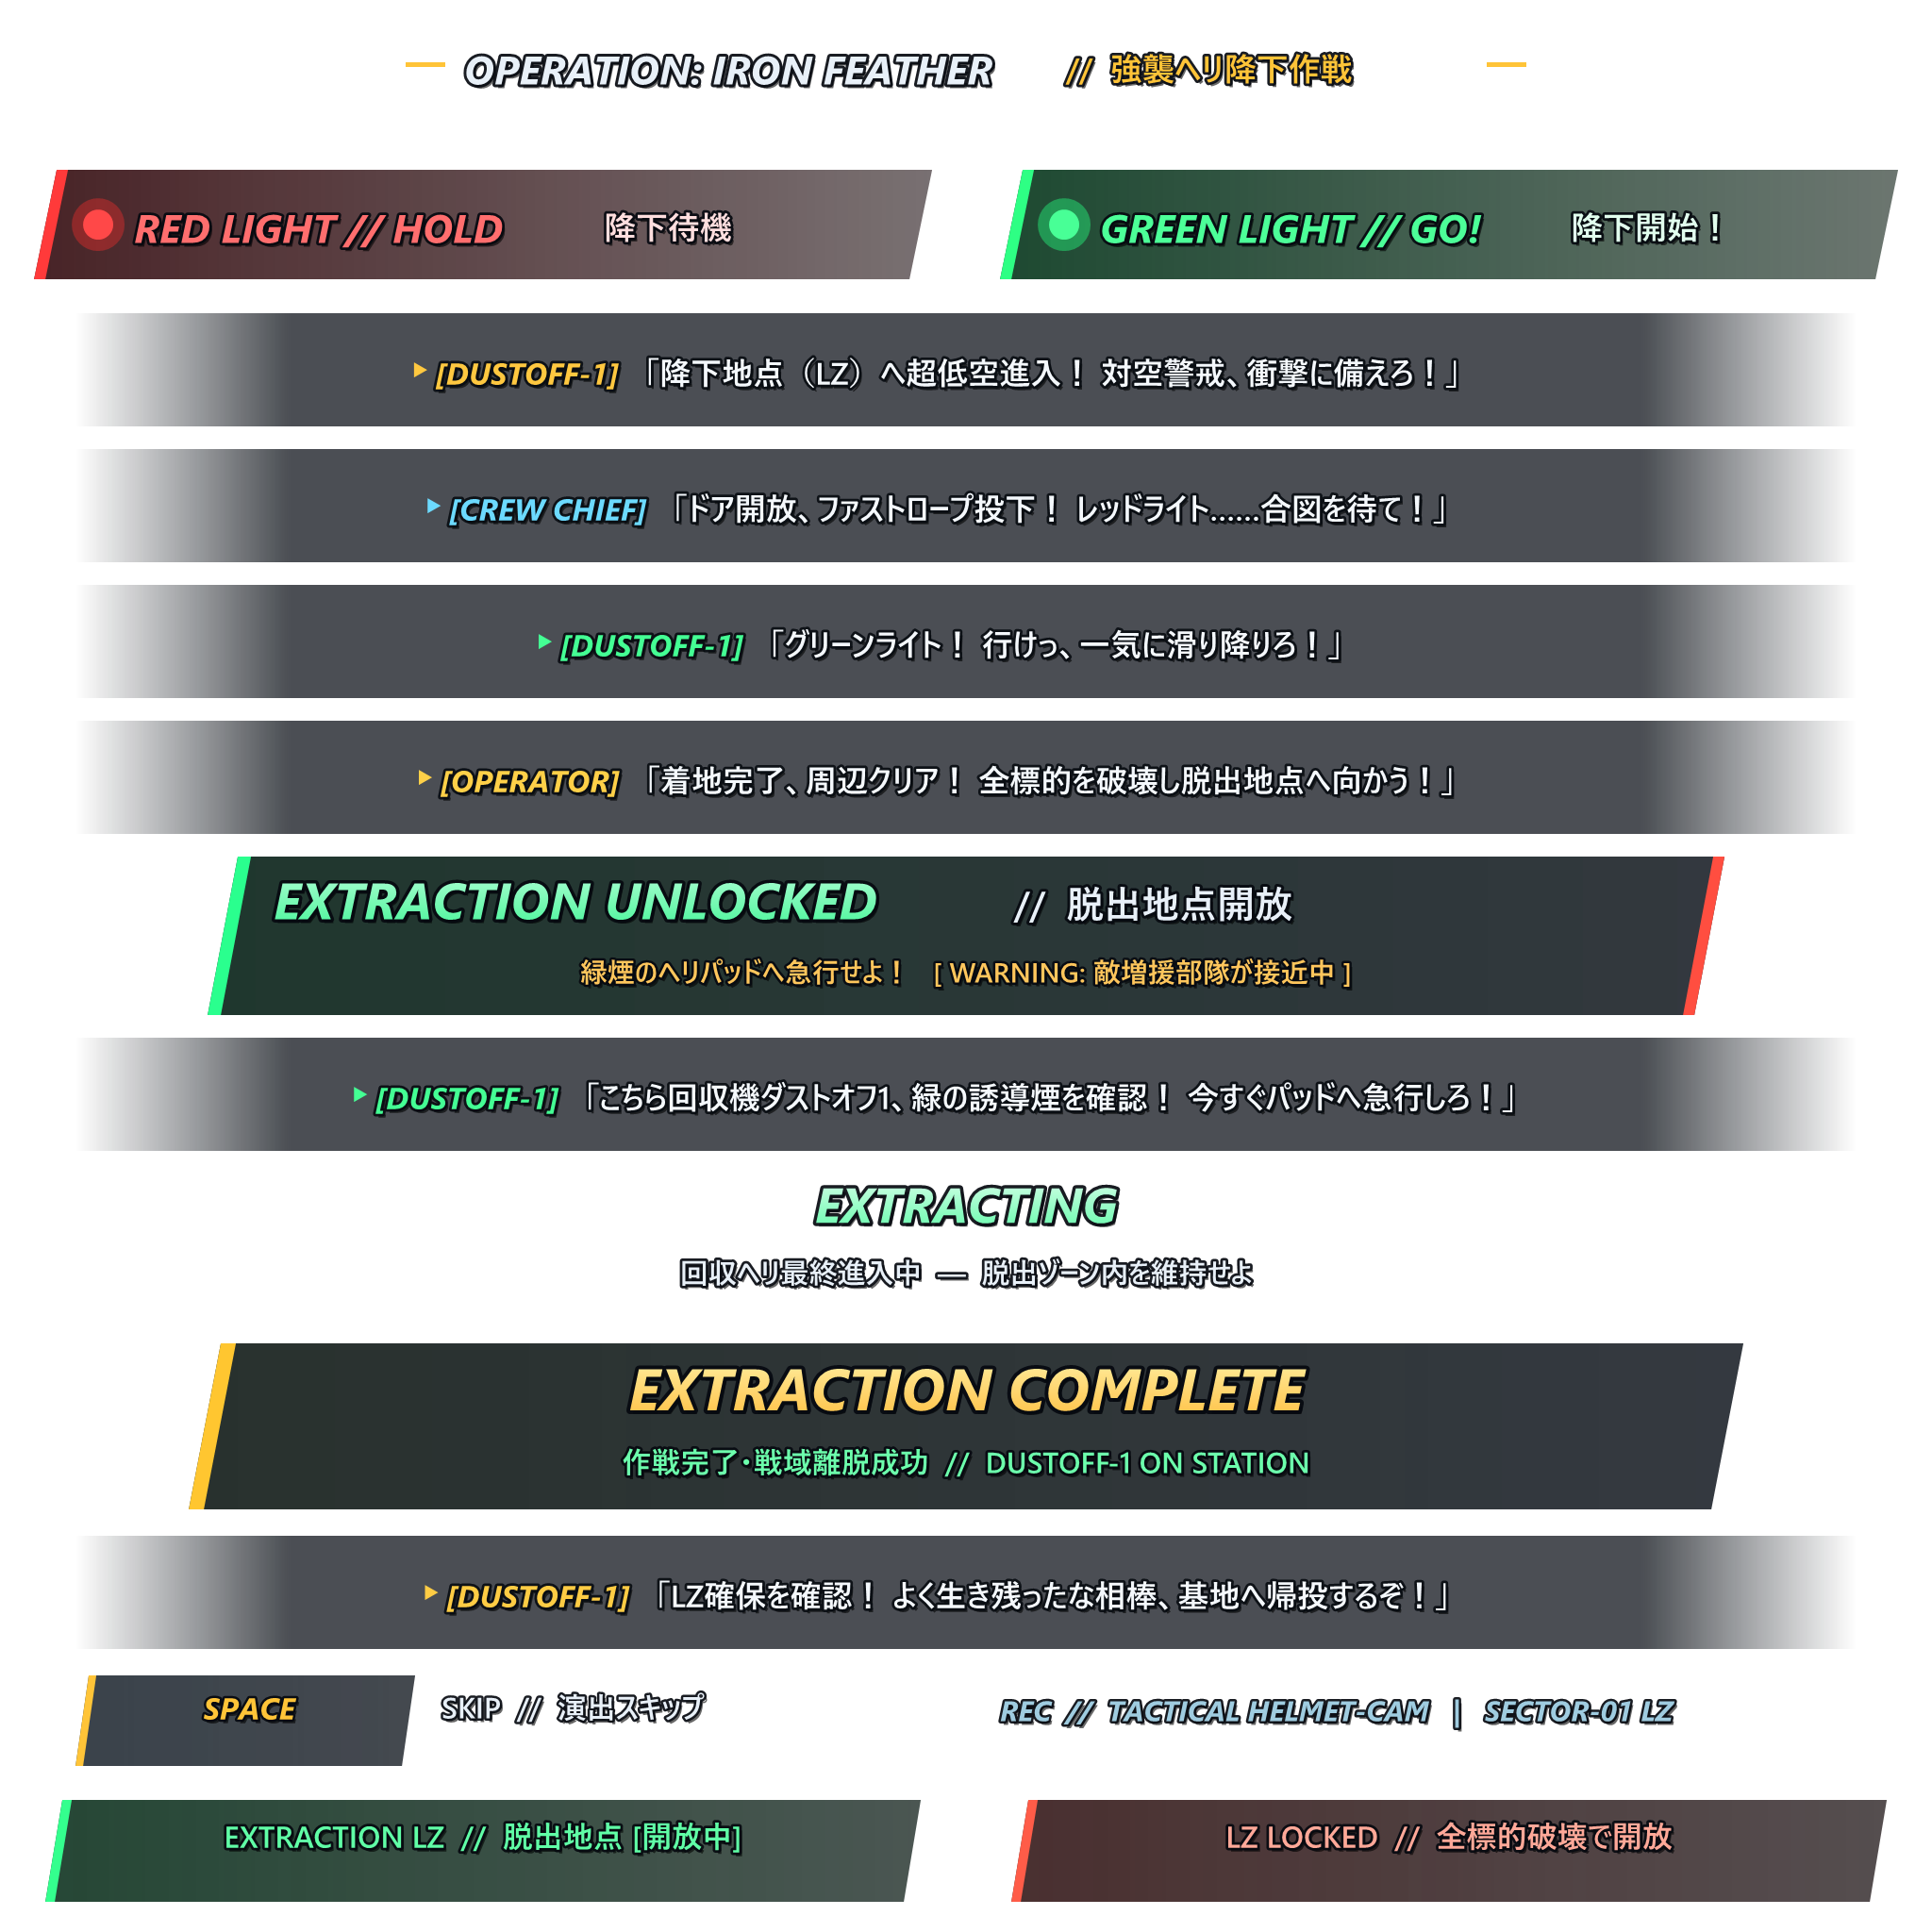 OPERATION: IRON FEATHER // 強襲ヘリ降下作戦
RED LIGHT // HOLD 降下待機
GREEN LIGHT // GO! 降下開始！
[DUSTOFF-1] 「降下地点（LZ）へ超低空進入！ 対空警戒、衝撃に備えろ！」
[CREW CHIEF] 「ドア開放、ファストロープ投下！ レッドライト……合図を待て！」
[DUSTOFF-1] 「グリーンライト！ 行けっ、一気に滑り降りろ！」
[OPERATOR] 「着地完了、周辺クリア！ 全標的を破壊し脱出地点へ向かう！」
EXTRACTION UNLOCKED // 脱出地点開放
緑煙のヘリパッドへ急行せよ！ [ WARNING: 敵増援部隊が接近中 ]
[DUSTOFF-1] 「こちら回収機ダストオフ1、緑の誘導煙を確認！ 今すぐパッドへ急行しろ！」
EXTRACTING
回収ヘリ最終進入中 — 脱出ゾーン内を維持せよ
EXTRACTION COMPLETE
作戦完了・戦域離脱成功 // DUSTOFF-1 ON STATION
[DUSTOFF-1] 「LZ確保を確認！ よく生き残ったな相棒、基地へ帰投するぞ！」
SPACE SKIP // 演出スキップ
REC // TACTICAL HELMET-CAM | SECTOR-01 LZ
EXTRACTION LZ // 脱出地点 [開放中]
LZ LOCKED // 全標的破壊で開放